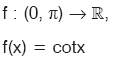 f : (0, π) → ℝ,
f(x) = cotx